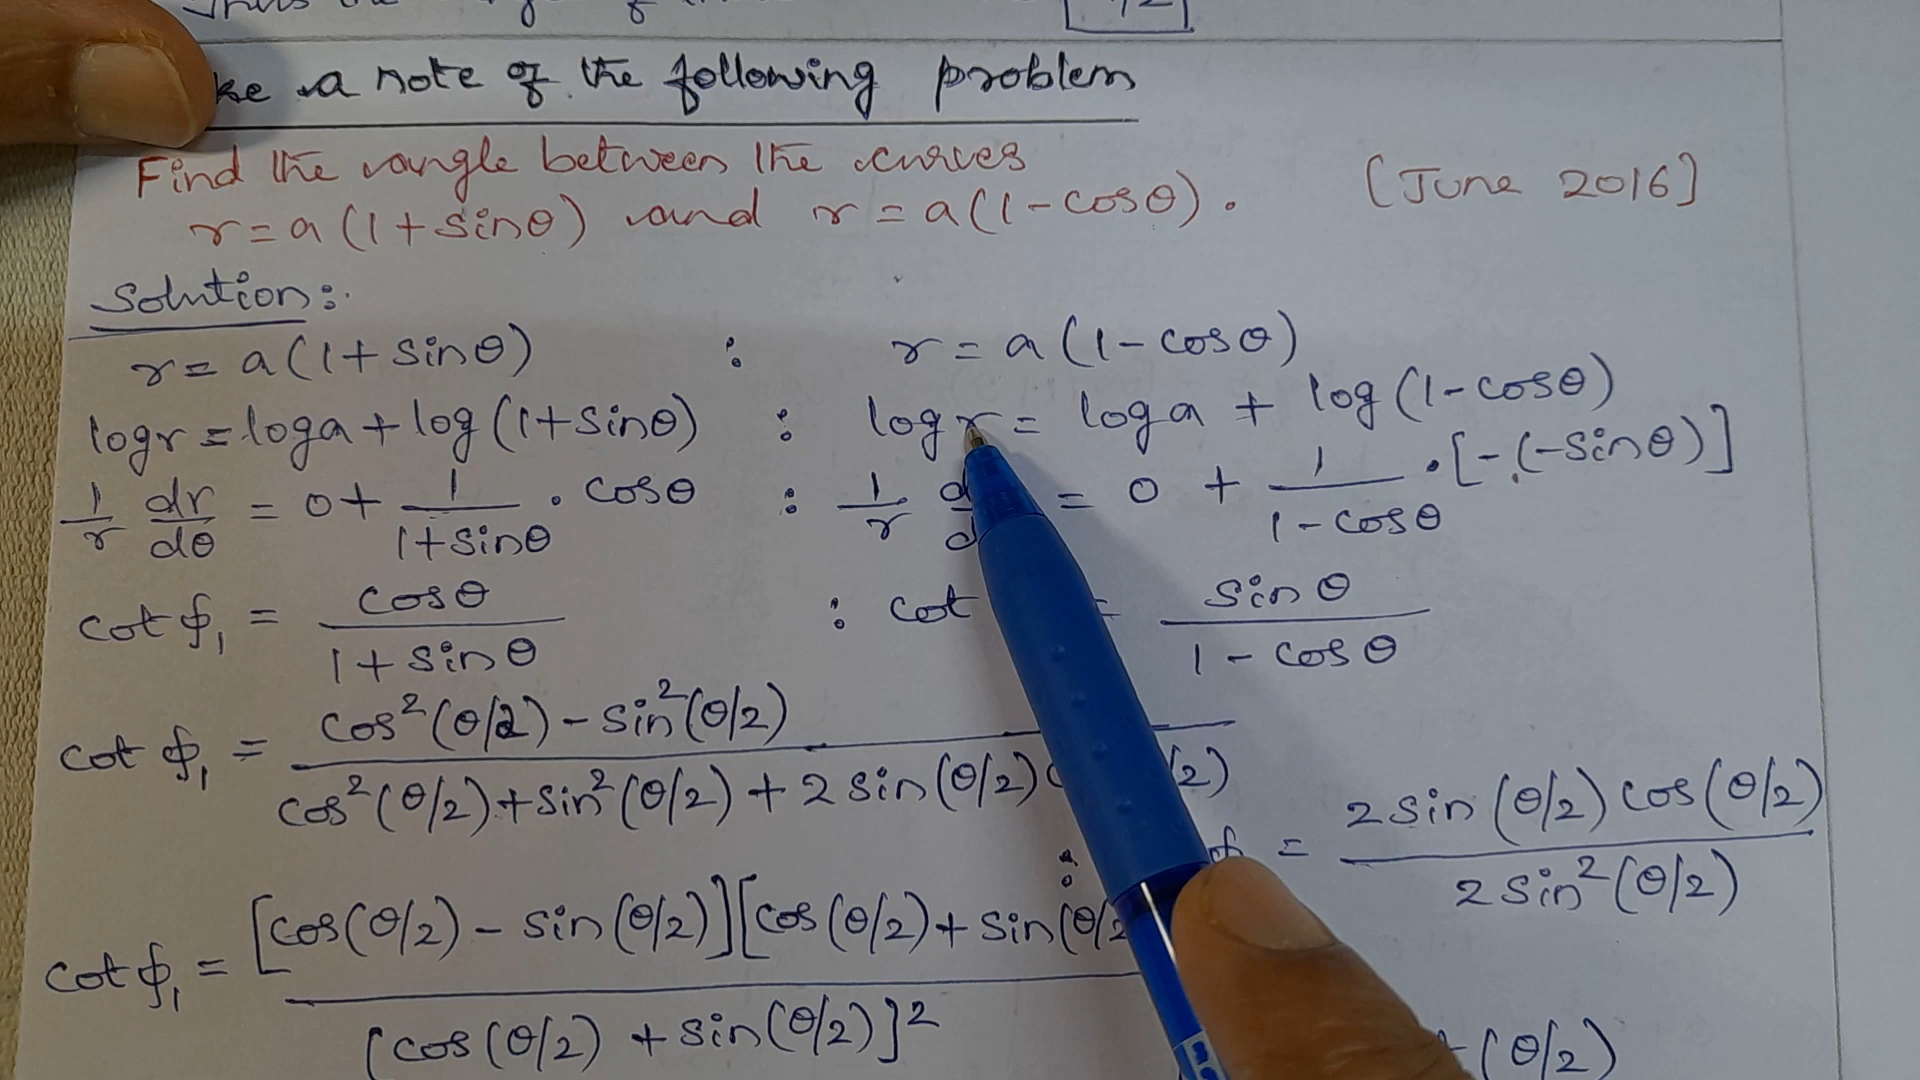 ke a note of the following problem
Find the angle between the curves
r = a(1+sinθ) and r = a(1-cosθ). [June 2016]
Solution:
r = a(1+sinθ) : r = a(1-cosθ)
logr = loga + log(1+sinθ) : logr = loga + log(1-cosθ)
1/r dr/dθ = 0 + 1/(1+sinθ) . cosθ : 1/r d/d = 0 + 1/(1-cosθ) . [-(-sinθ)]
cot ϕ₁ = cosθ/(1+sinθ) : cot = sinθ/(1-cosθ)
cot ϕ₁ = cos²(θ/2) - sin²(θ/2) / cos²(θ/2) + sin²(θ/2) + 2 sin(θ/2) /2)
: = 2 sin(θ/2) cos(θ/2) / 2 sin²(θ/2)
cot ϕ₁ = [cos(θ/2) - sin(θ/2)][cos(θ/2) + sin(θ/2 / [cos(θ/2) + sin(θ/2)]²
(θ/2)